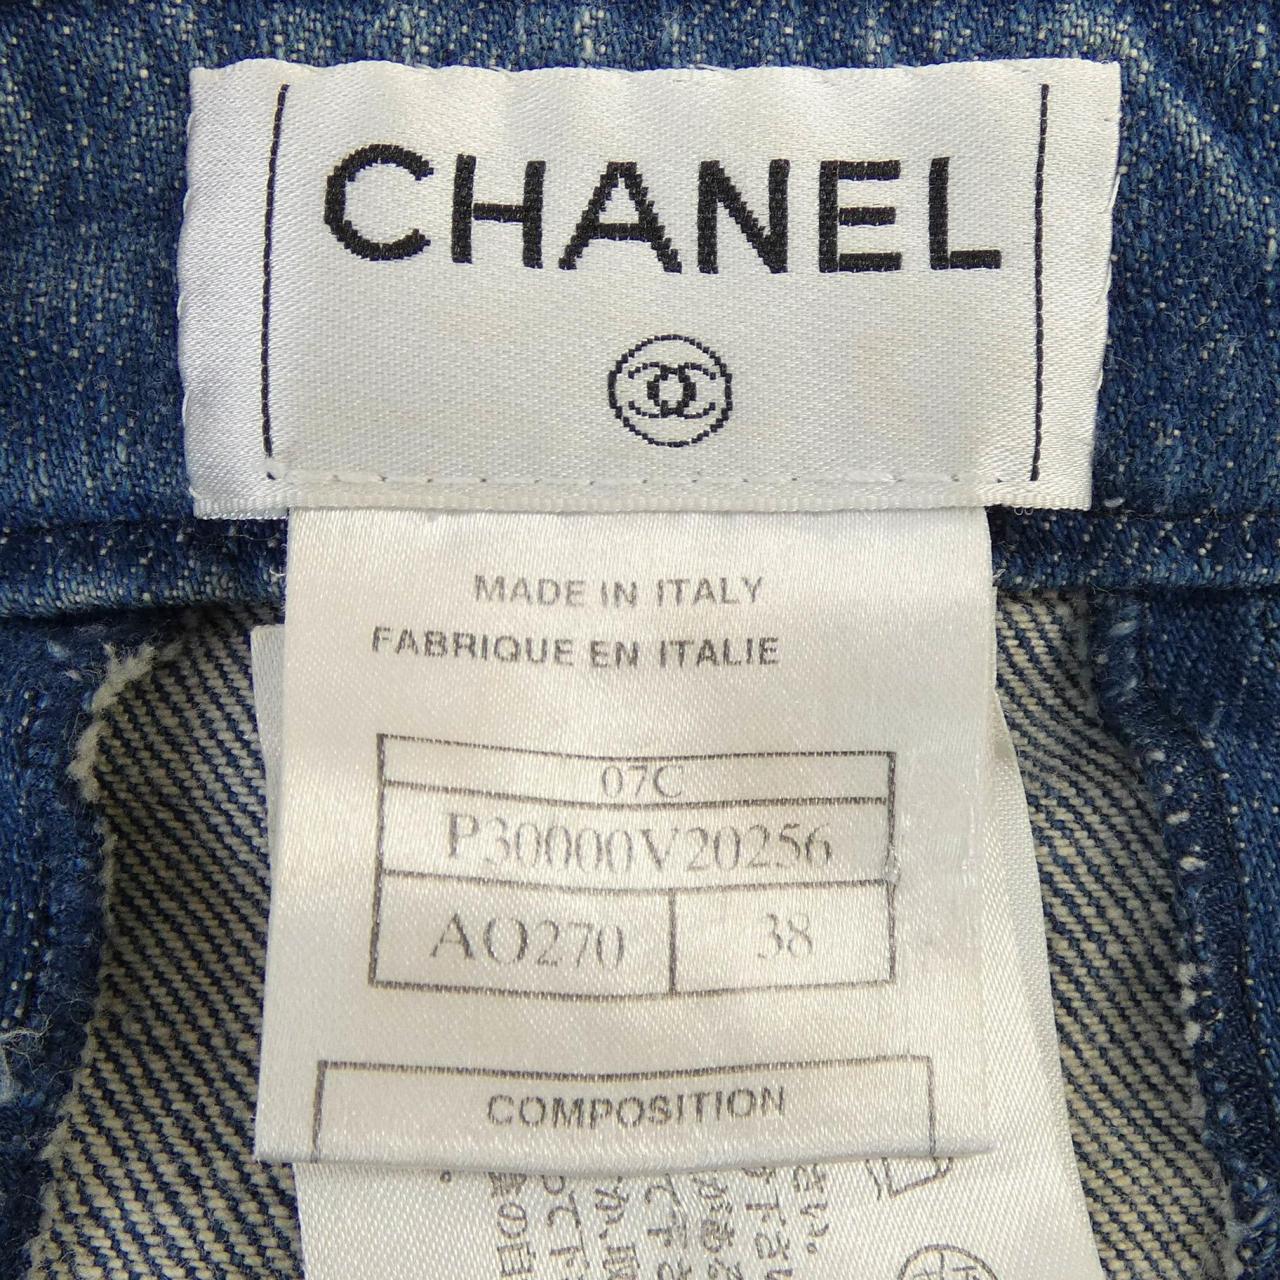 CHANEL
MADE IN ITALY
FABRIQUE EN ITALIE
07C
P30000V20256
AO270 38
COMPOSITION